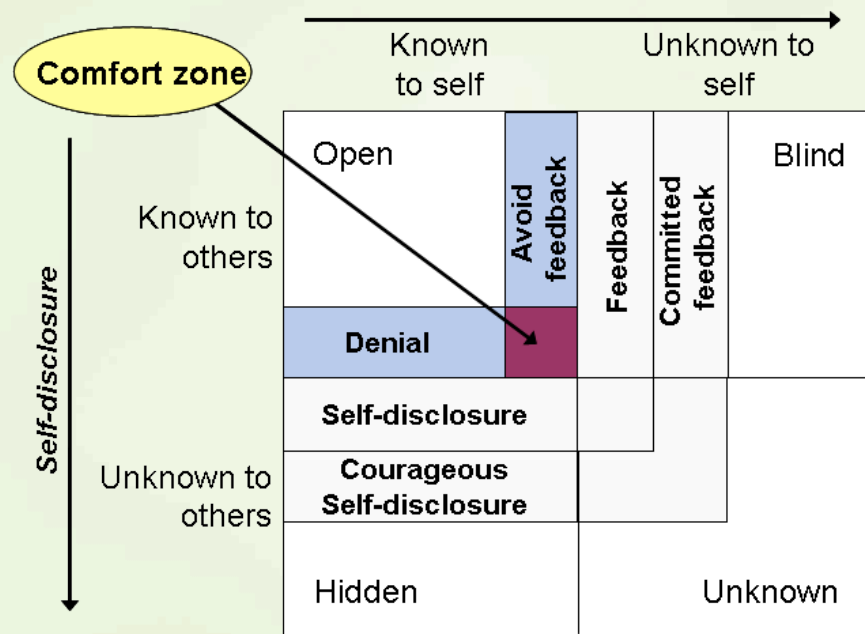 Comfort zone
Known
to self
Unknown to
self
Open
Blind
Avoid
feedback
Feedback
Committed
feedback
Known to
others
Denial
Self-disclosure
Self-disclosure
Courageous
Self-disclosure
Unknown to
others
Hidden
Unknown